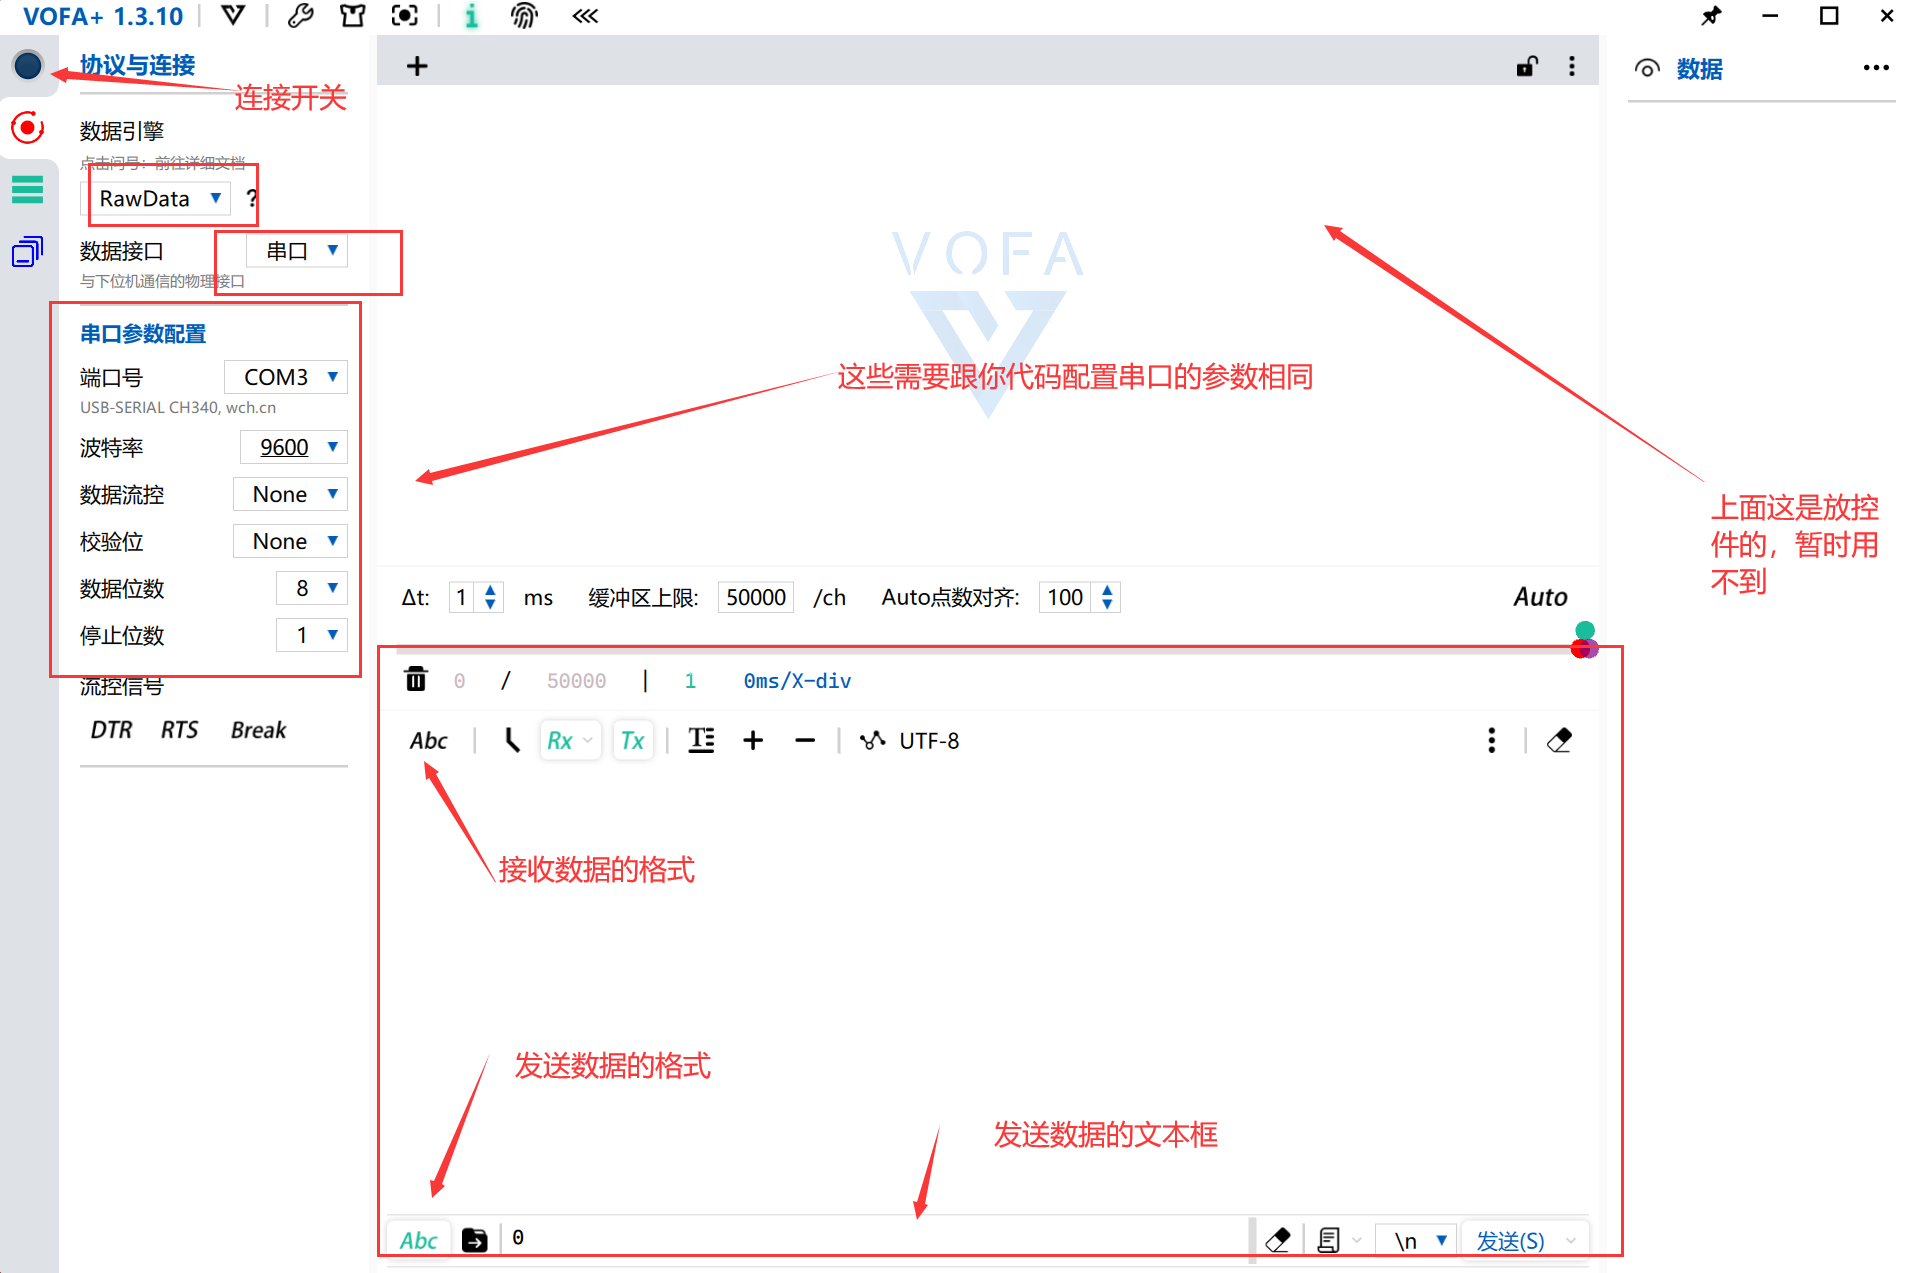 VOFA+ 1.3.10
协议与连接
连接开关
数据引擎
点击问号：前往详细文档
RawData ?
数据接口 串口
与下位机通信的物理接口
串口参数配置
端口号 COM3
USB-SERIAL CH340, wch.cn
波特率 9600
数据流控 None
校验位 None
数据位数 8
停止位数 1
流控信号
DTR RTS Break
数据
VOFA
这些需要跟你代码配置串口的参数相同
上面这是放控
件的，暂时用
不到
Δt: 1 ms 缓冲区上限: 50000 /ch Auto点数对齐: 100 Auto
0 / 50000 | 1 0ms/X-div
Abc Rx Tx UTF-8
接收数据的格式
发送数据的格式
发送数据的文本框
Abc 0 \n 发送(S)